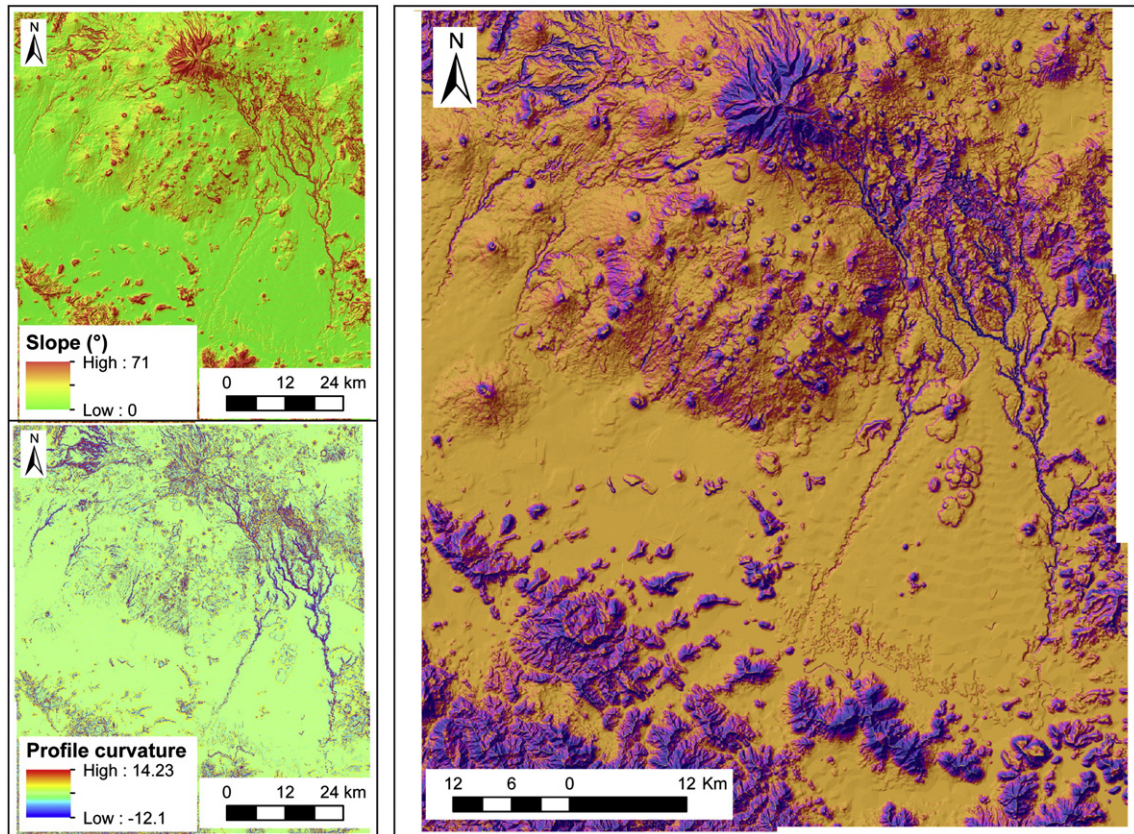 N
Slope (°)
High : 71
Low : 0
0 12 24 km
N
Profile curvature
High : 14.23
Low : -12.1
0 12 24 km
N
12 6 0 12 Km